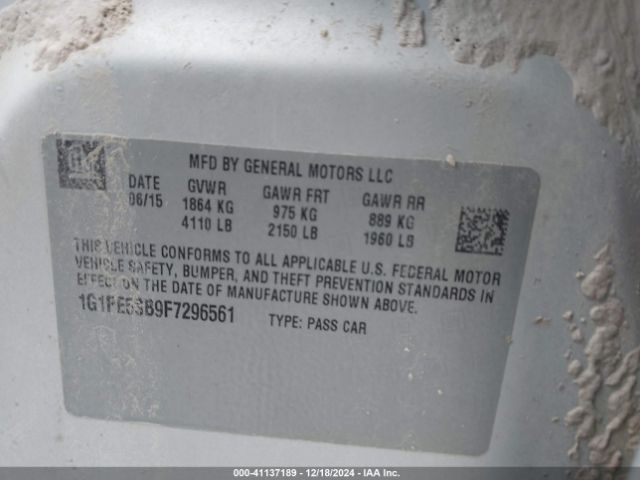 GM
MFD BY GENERAL MOTORS LLC
DATE GVWR GAWR FRT GAWR RR
06/15 1864 KG 975 KG 889 KG
4110 LB 2150 LB 1960 LB
THIS VEHICLE CONFORMS TO ALL APPLICABLE U.S. FEDERAL MOTOR
VEHICLE SAFETY, BUMPER, AND THEFT PREVENTION STANDARDS IN
EFFECT ON THE DATE OF MANUFACTURE SHOWN ABOVE.
1G1PE5SB9F7296561 TYPE: PASS CAR
000-41137189 • 12/18/2024 • IAA Inc.